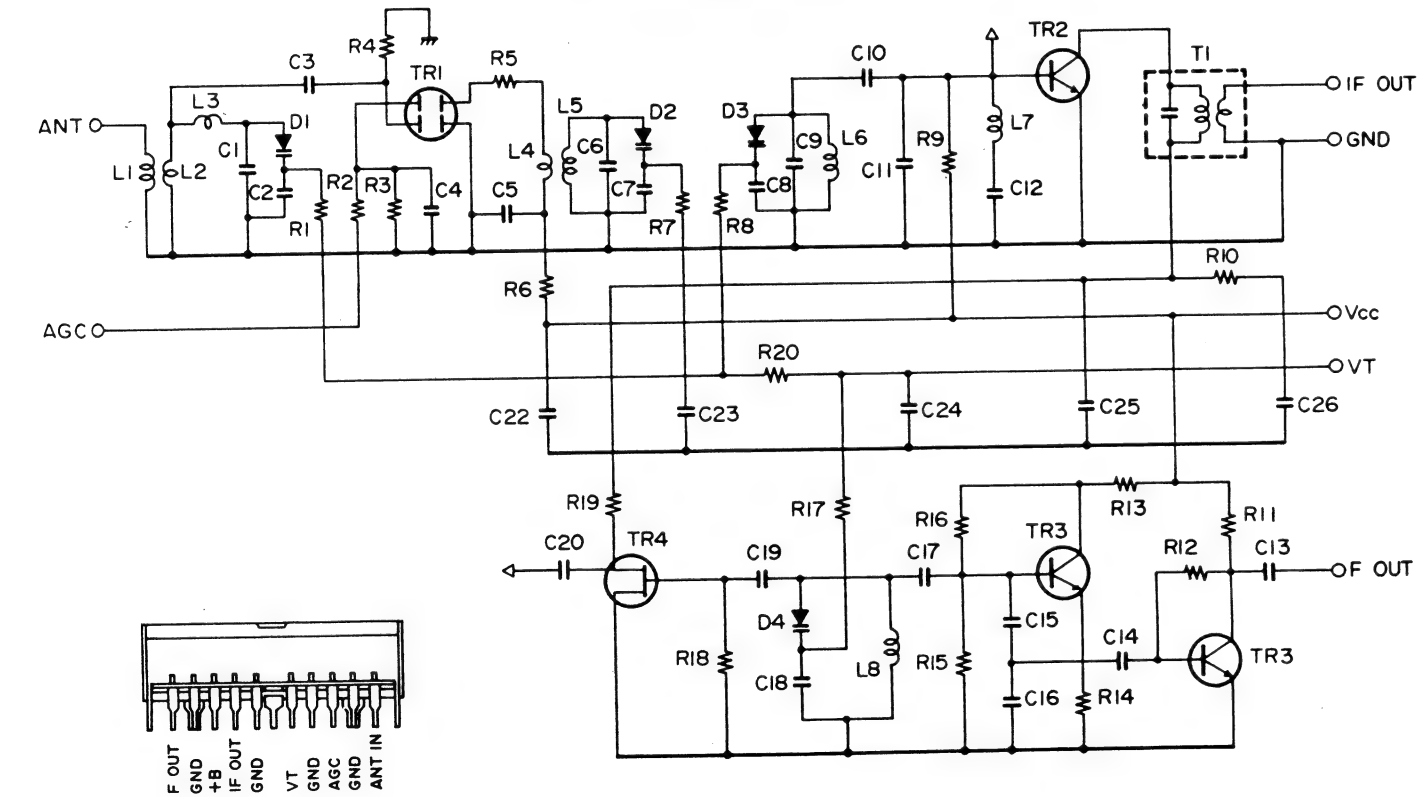 TR2
R4
C3
TR1
R5
C10
T1
IF OUT
L3
D1
L5
D2
D3
ANT
C1
C6
C9
L6
R9
L7
GND
L1
L2
C2
R2
R3
C4
L4
C5
C7
C8
C11
C12
R1
R7
R8
R6
R10
AGC
Vcc
R20
VT
C22
C23
C24
C25
C26
R19
R17
R16
R13
R11
C20
TR4
C19
C17
TR3
R12
C13
F OUT
D4
C15
C14
R18
C18
L8
R15
C16
R14
TR3
F OUT
GND
+B
IF OUT
GND
VT
GND
AGC
GND
ANT IN